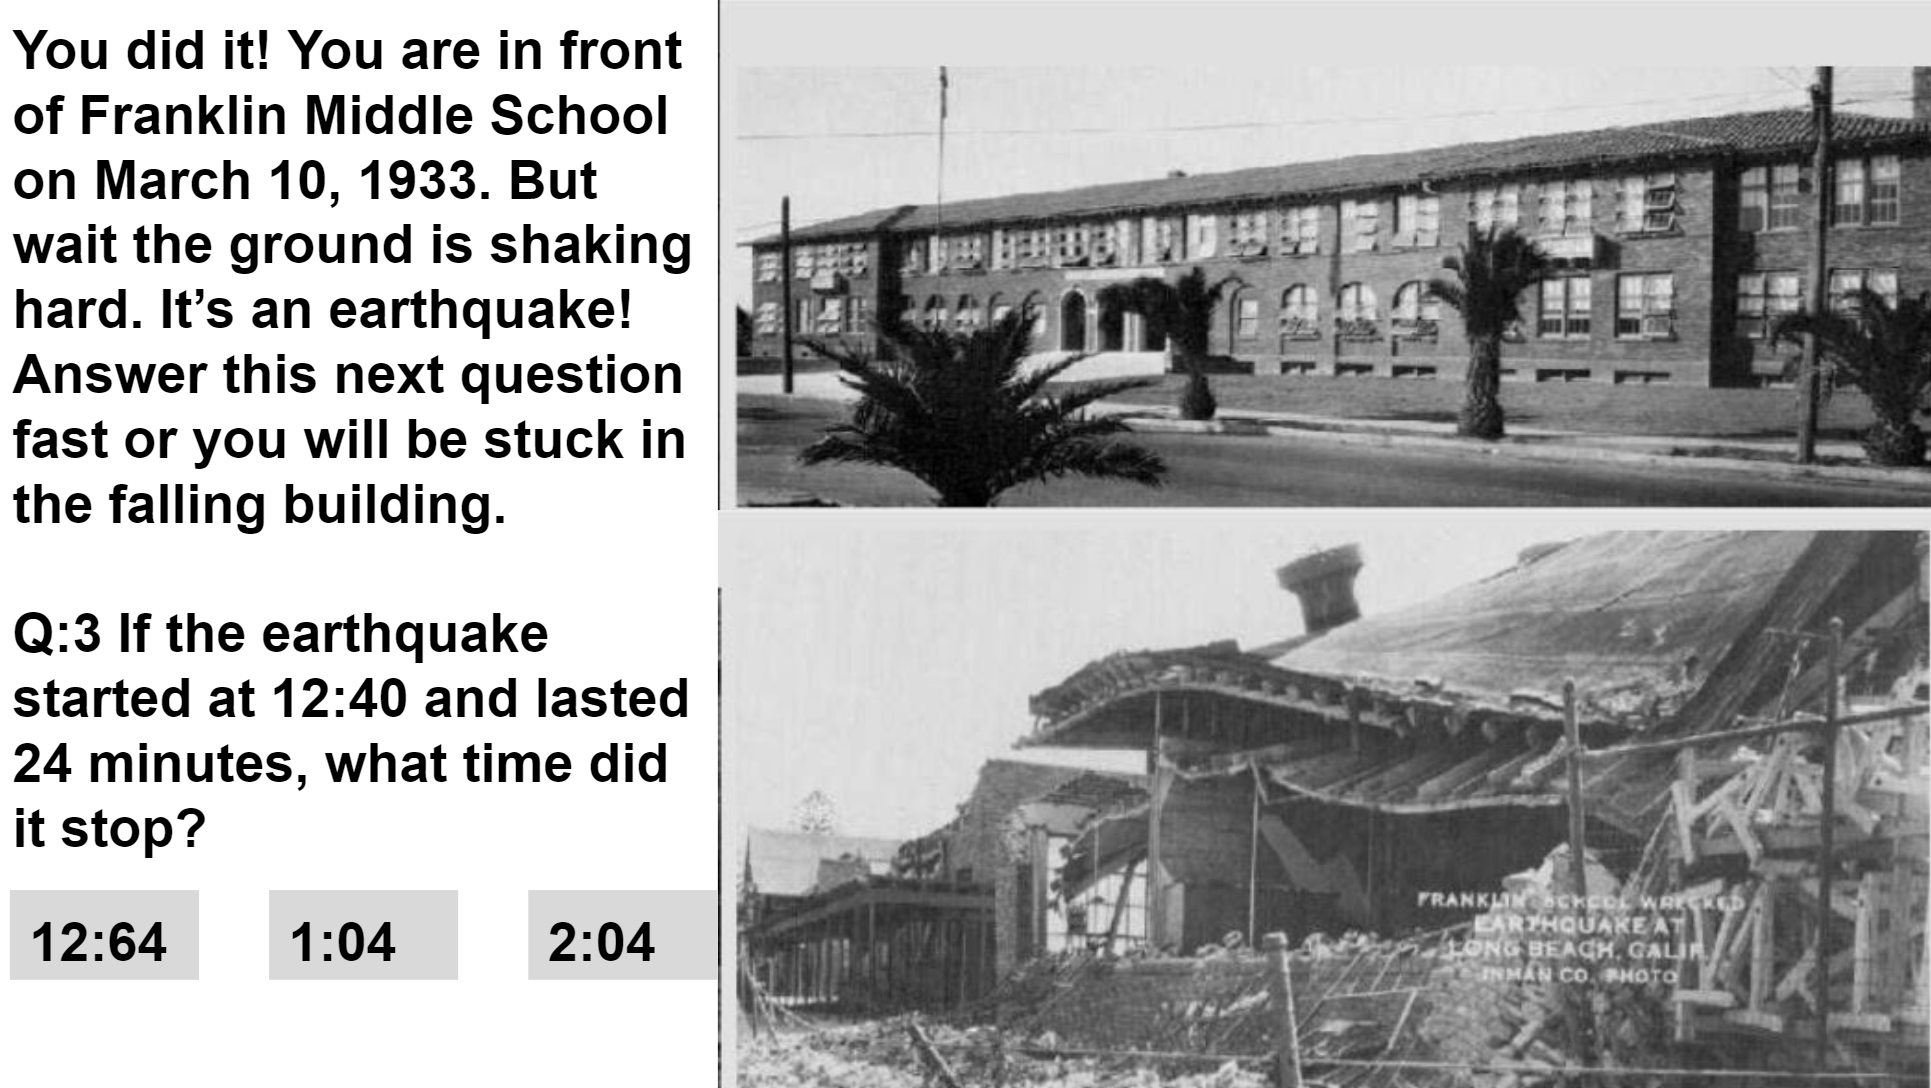 You did it! You are in front
of Franklin Middle School
on March 10, 1933. But
wait the ground is shaking
hard. It’s an earthquake!
Answer this next question
fast or you will be stuck in
the falling building.
Q:3 If the earthquake
started at 12:40 and lasted
24 minutes, what time did
it stop?
12:64
1:04
2:04
FRANKLIN SCHOOL WRECKED
EARTHQUAKE AT
LONG BEACH, CALIF.
INMAN CO. PHOTO